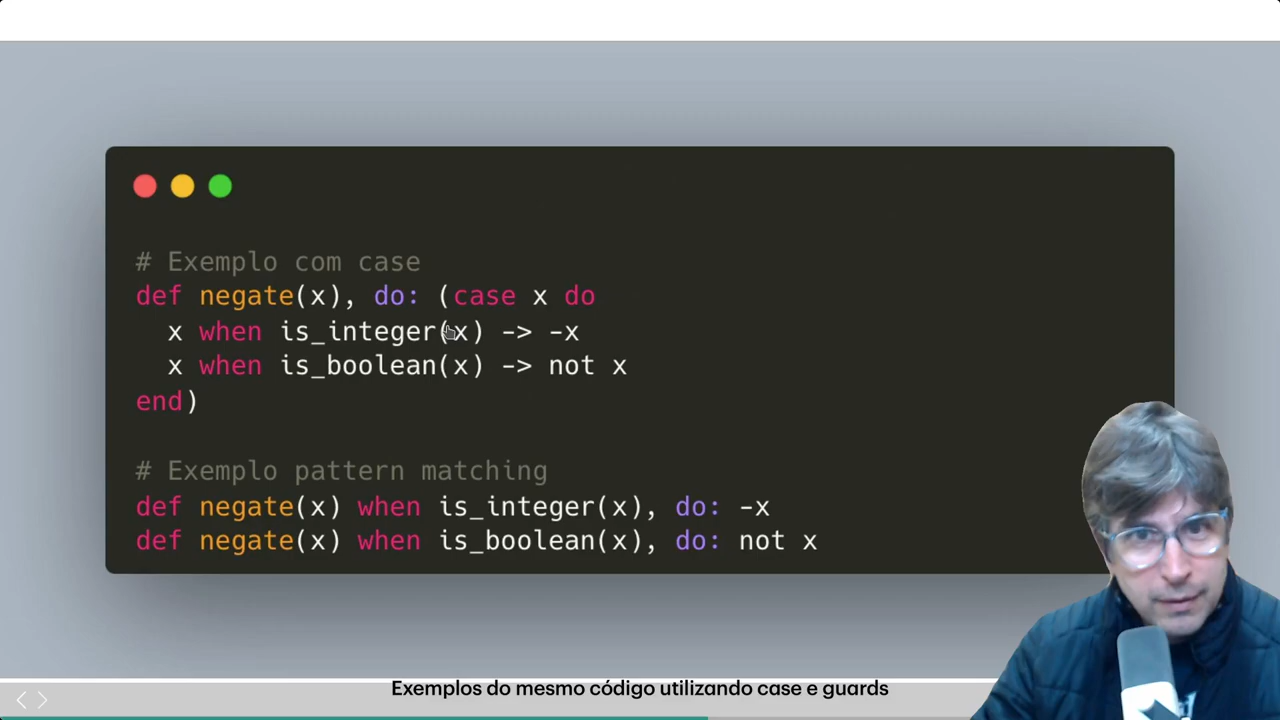 # Exemplo com case
def negate(x), do: (case x do
  x when is_integer(x) -> -x
  x when is_boolean(x) -> not x
end)
# Exemplo pattern matching
def negate(x) when is_integer(x), do: -x
def negate(x) when is_boolean(x), do: not x
Exemplos do mesmo código utilizando case e guards